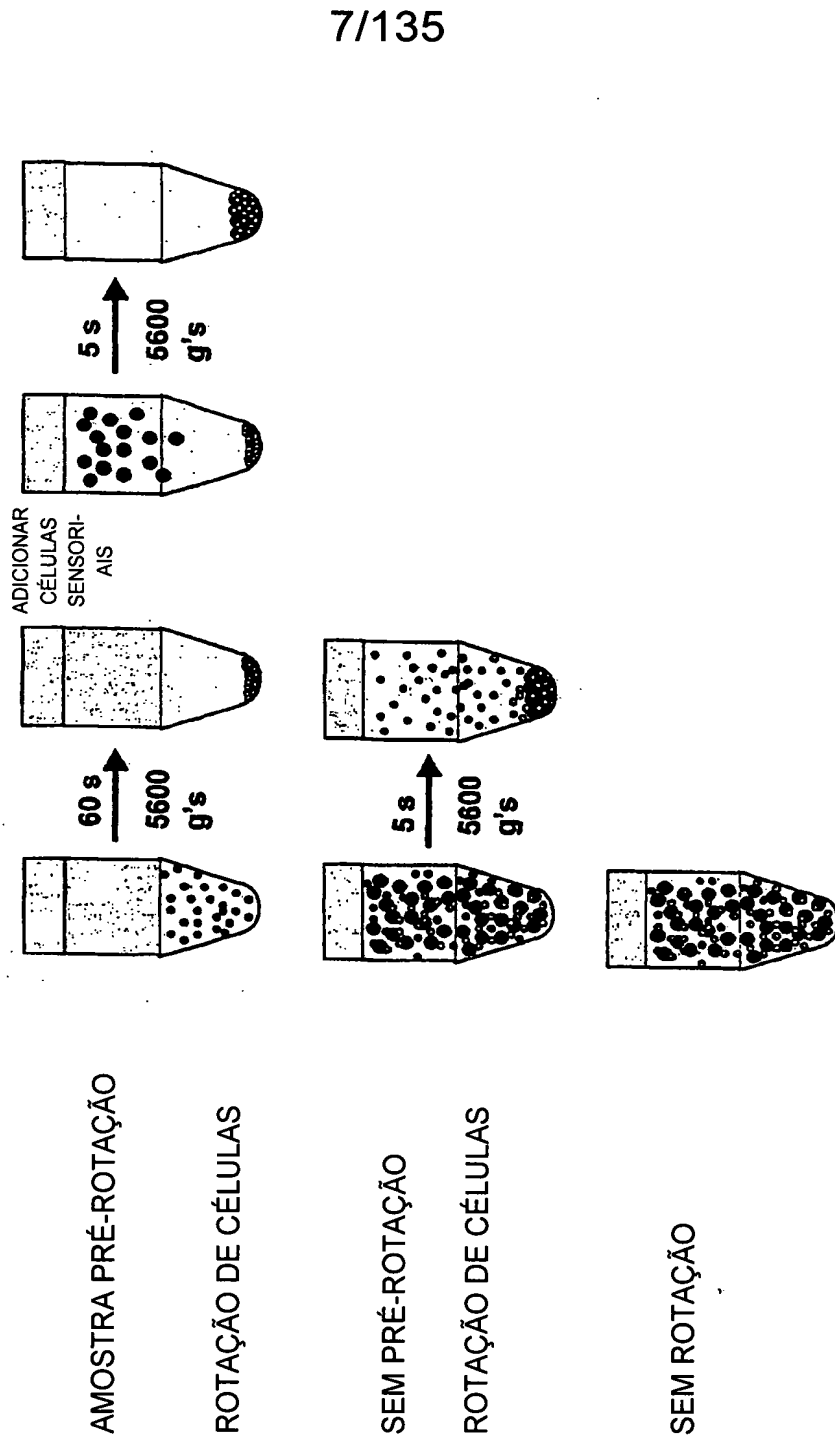 7/135
AMOSTRA PRÉ-ROTAÇÃO
ROTAÇÃO DE CÉLULAS
60 s
5600
g's
ADICIONAR
CÉLULAS
SENSORI-
AIS
5 s
5600
g's
SEM PRÉ-ROTAÇÃO
ROTAÇÃO DE CÉLULAS
5 s
5600
g's
SEM ROTAÇÃO